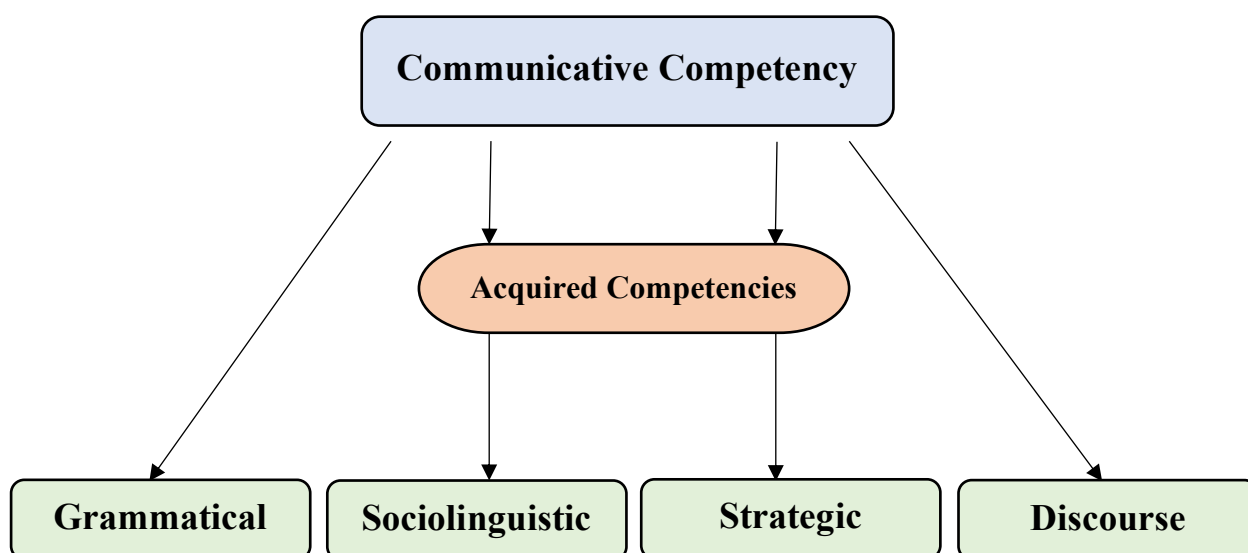 Communicative Competency
Acquired Competencies
Grammatical
Sociolinguistic
Strategic
Discourse